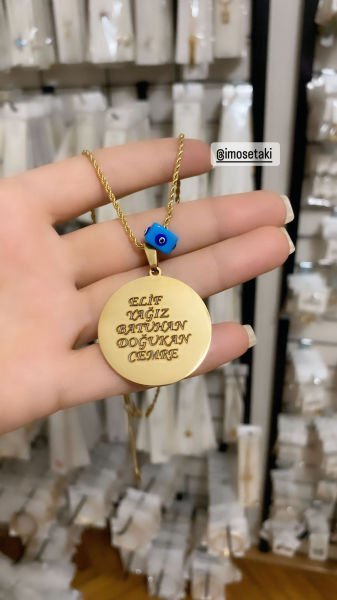 @imosetaki
ELİF
YAĞIZ
BATUHAN
DOĞUKAN
CEMRE